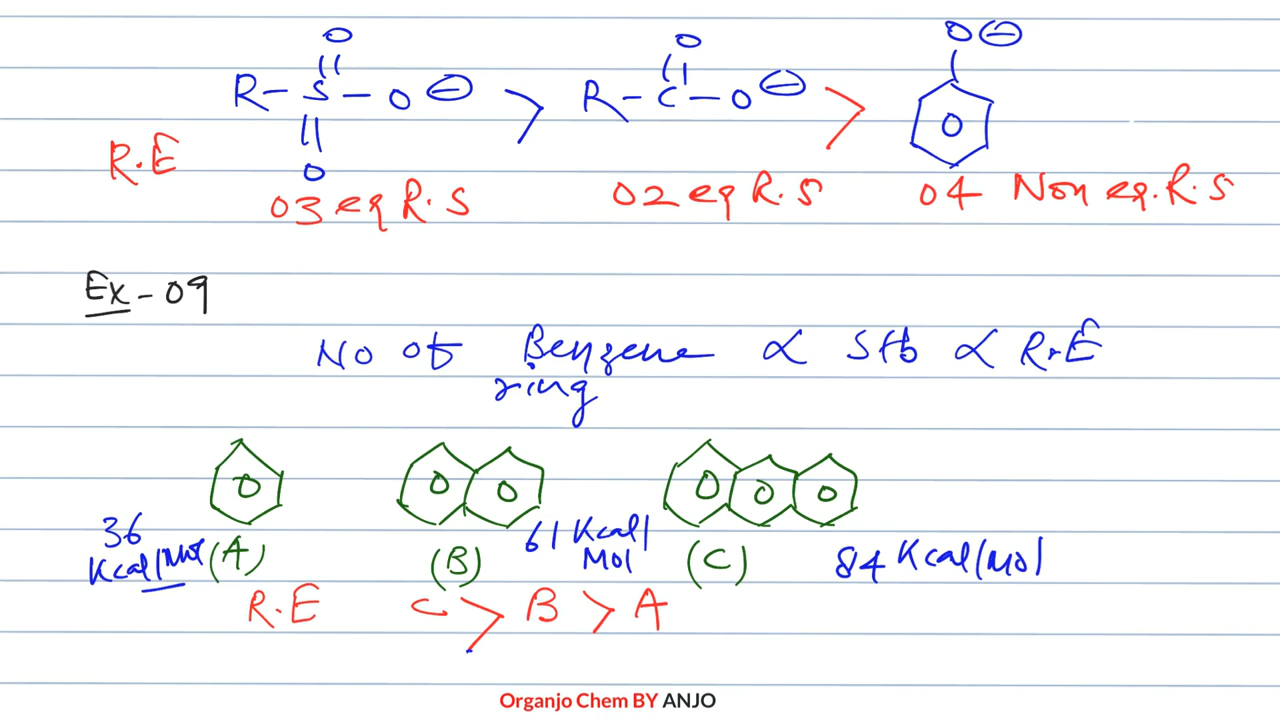 O O O ⊖
R - S - O ⊖ > R - C - O ⊖ > O
O
R.E
03 eq R.S 02 eq R.S 04 Non eq. R.S
Ex - 09
No of Benzene ∝ Stb ∝ R.E
ring
36 Kcal/Mol (A) (B) 61 Kcal/Mol (C) 84 Kcal/Mol
R.E C > B > A
Organjo Chem BY ANJO